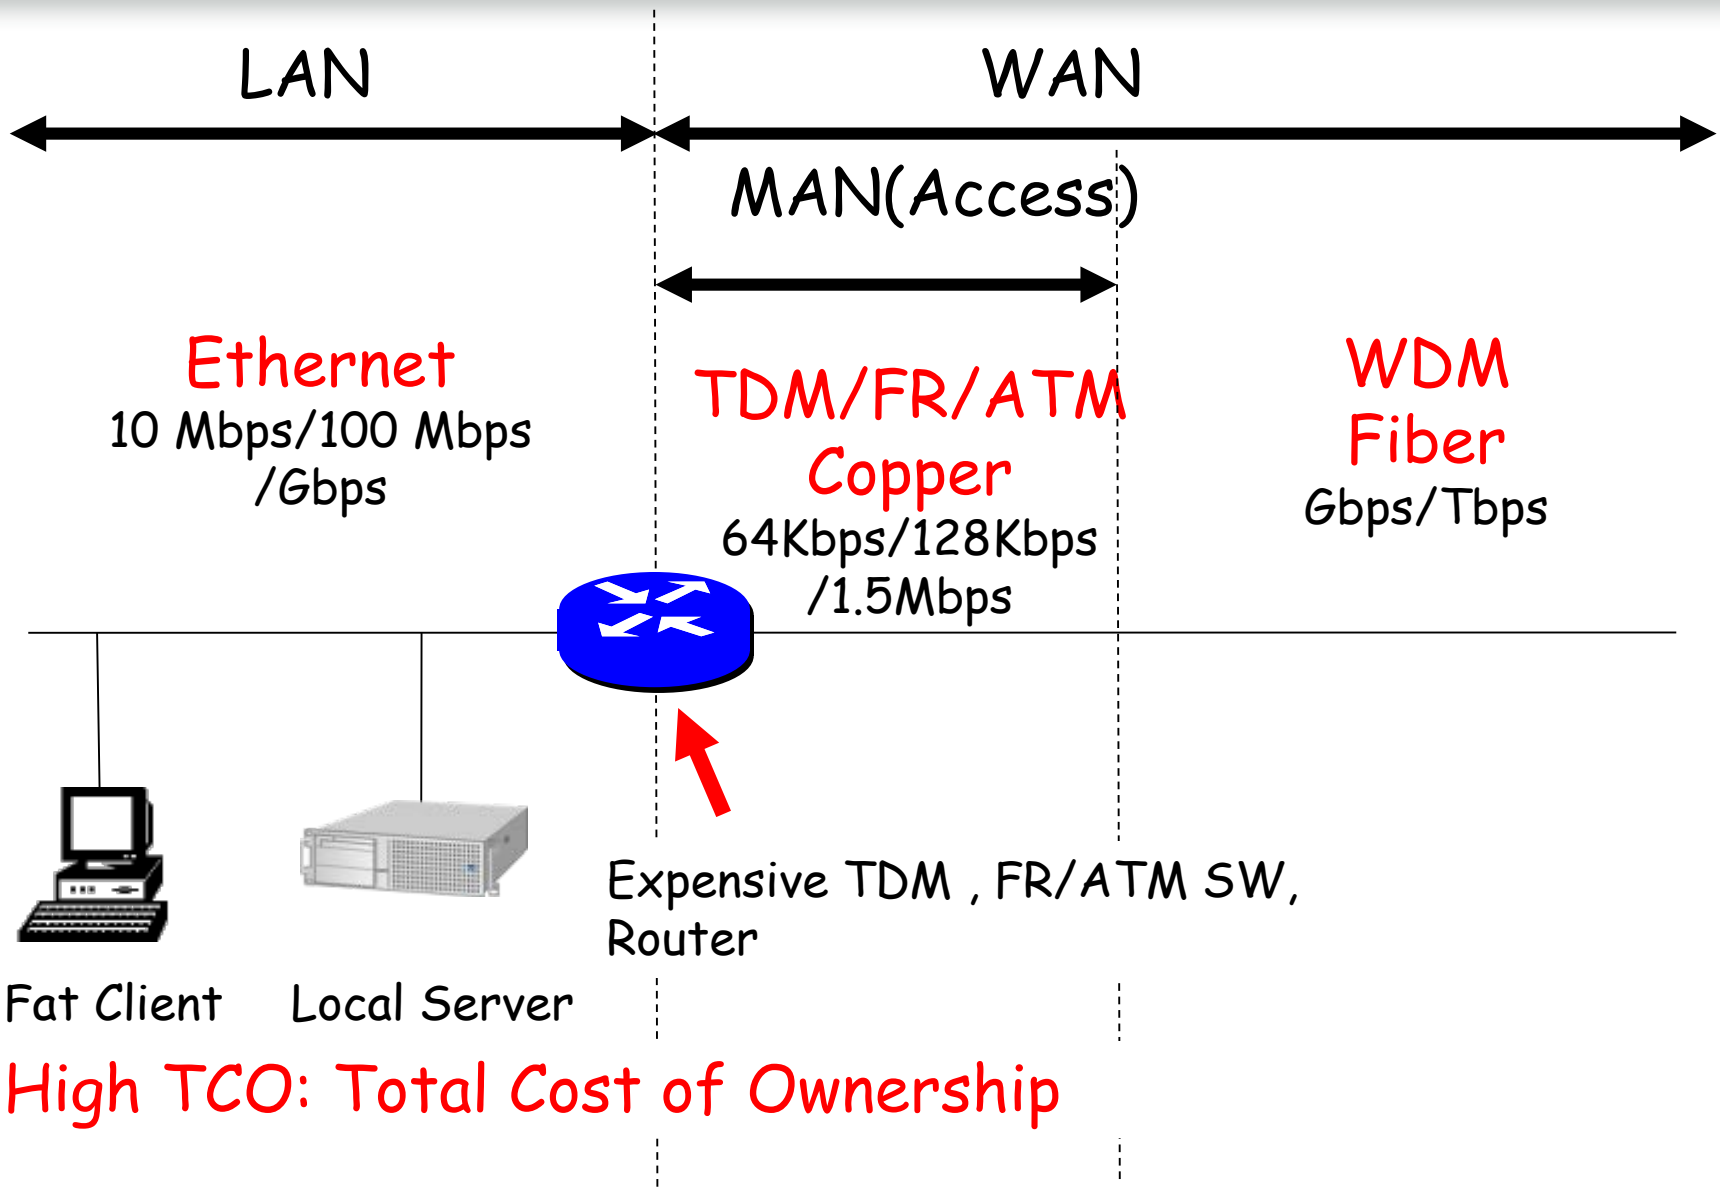 LAN
WAN
MAN(Access)
Ethernet
10 Mbps/100 Mbps
/Gbps
TDM/FR/ATM
Copper
64Kbps/128Kbps
/1.5Mbps
WDM
Fiber
Gbps/Tbps
Expensive TDM , FR/ATM SW,
Router
Fat Client
Local Server
High TCO: Total Cost of Ownership